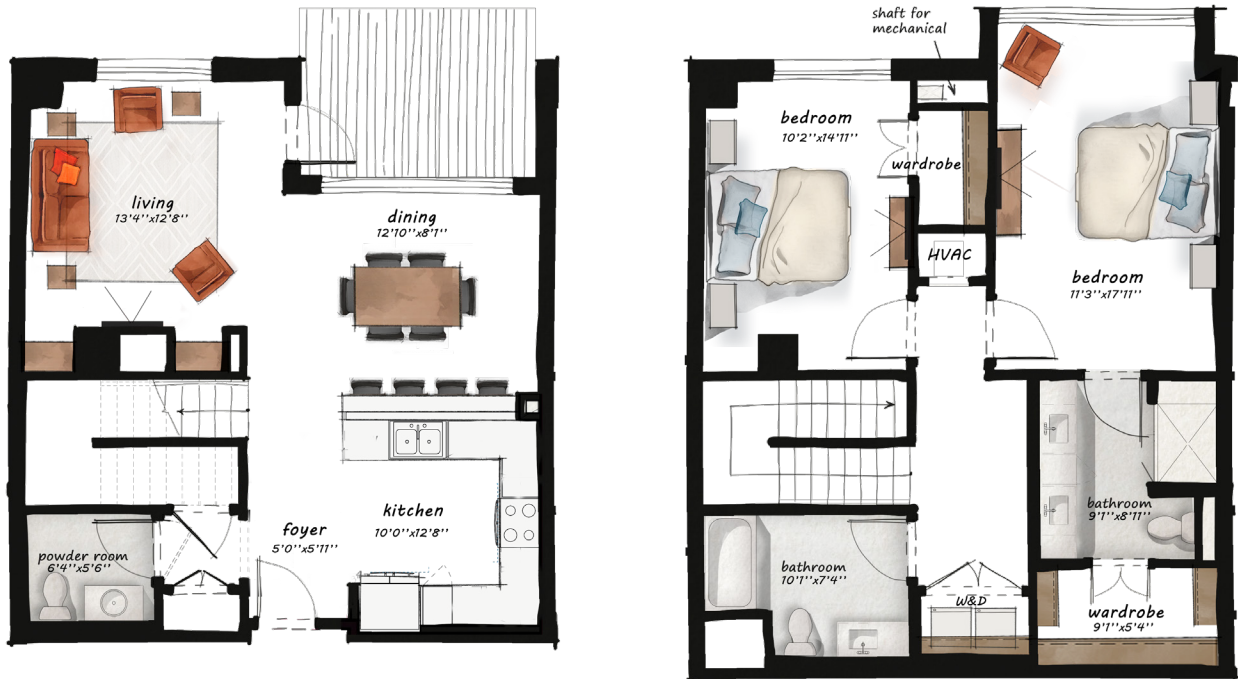 living
13'4''x12'8''
dining
12'10''x8'1''
kitchen
10'0''x12'8''
foyer
5'0''x5'11''
powder room
6'4''x5'6''
shaft for
mechanical
bedroom
10'2''x14'11''
wardrobe
HVAC
bedroom
11'3''x17'11''
bathroom
9'1''x8'11''
bathroom
10'1''x7'4''
W&D
wardrobe
9'1''x5'4''